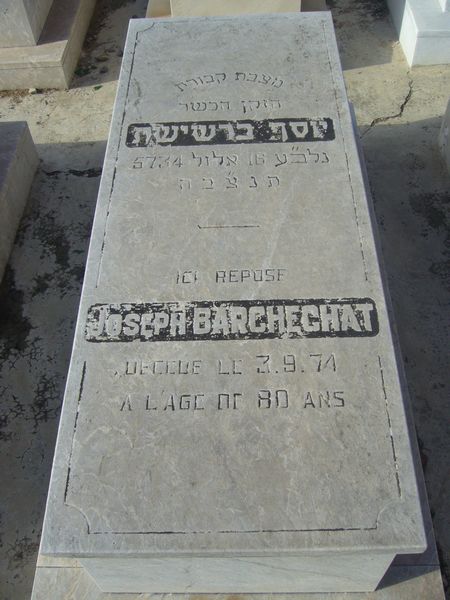 מצבת קבורת
הזקן הכשר
יוסף ברשישת
נלב״ע 16 אלול 5734
ת נ צ ב ה
ICI REPOSE
JOSEPH BARCHECHAT
DECEDE LE 3.9.74
A L'AGE DE 80 ANS